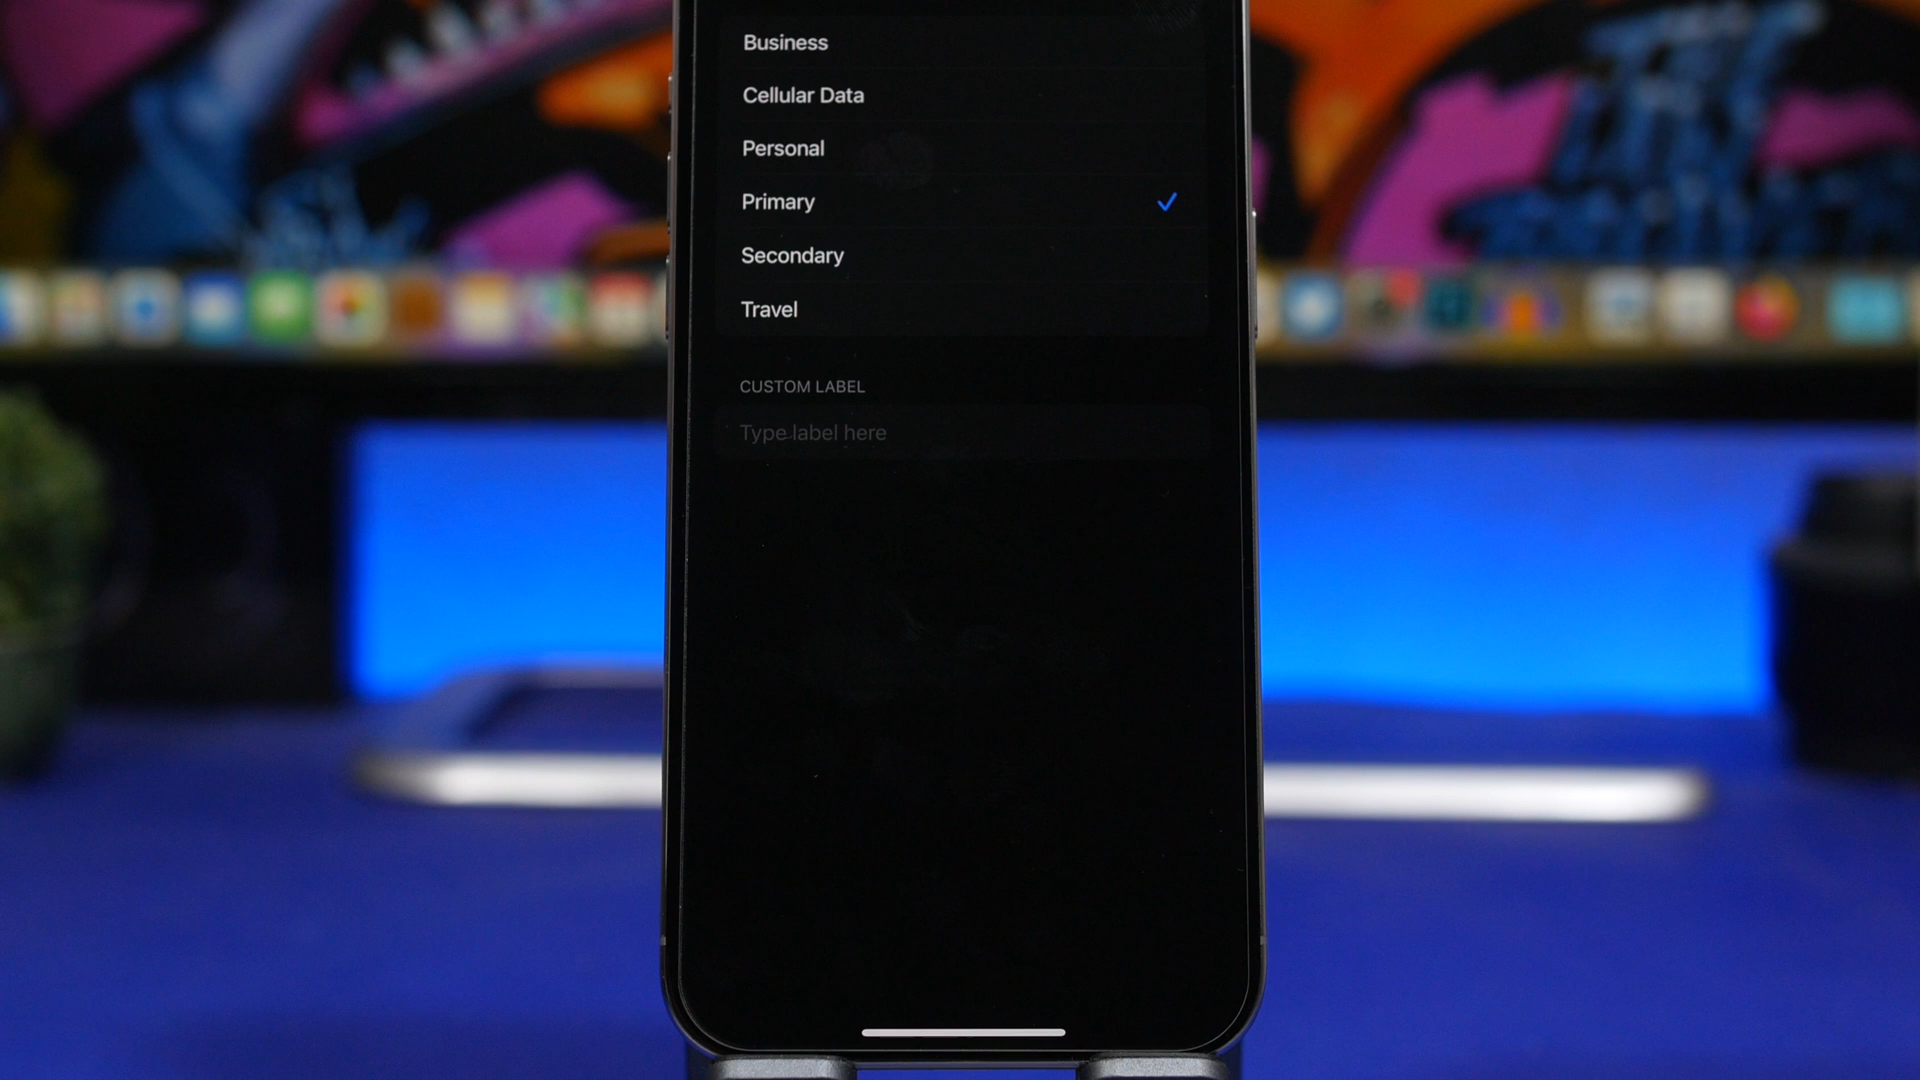 Business
Cellular Data
Personal
Primary
Secondary
Travel
CUSTOM LABEL
Type label here